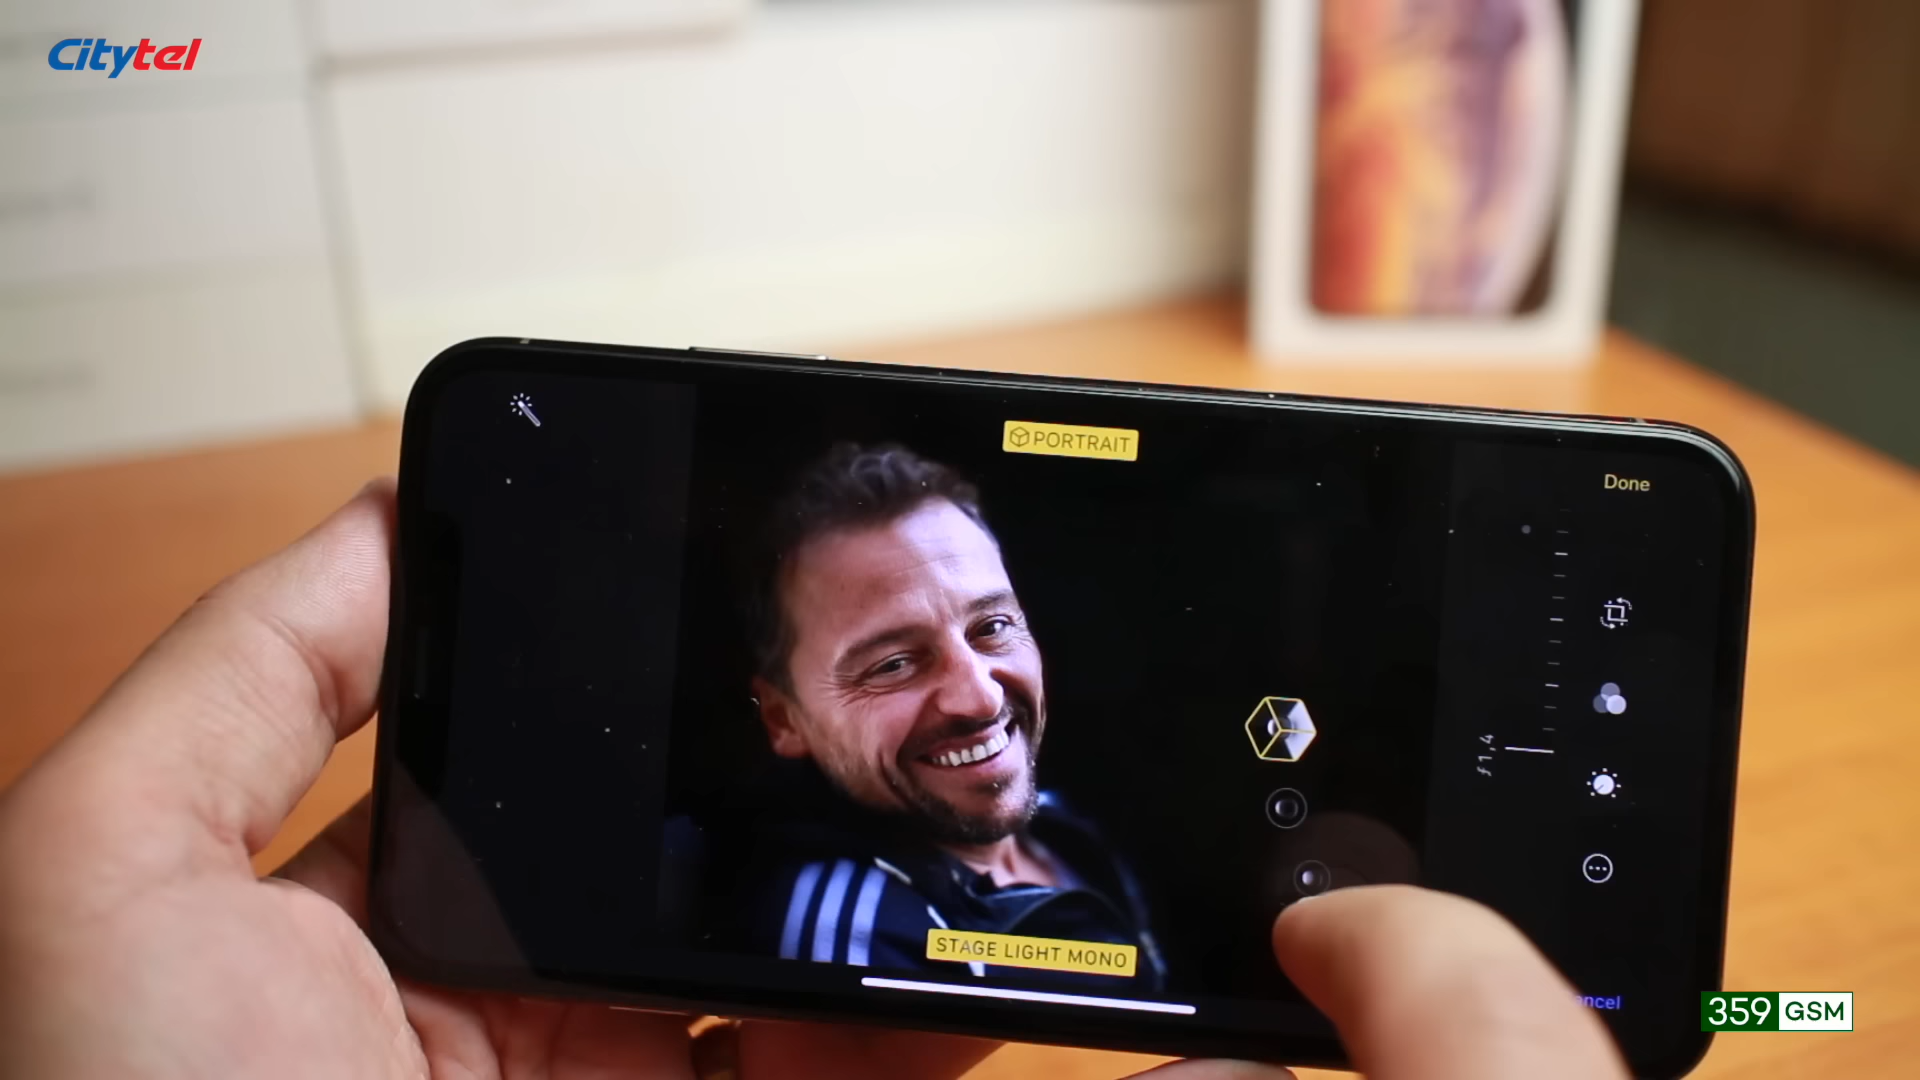 Citytel
PORTRAIT
Done
f1,4
STAGE LIGHT MONO
ncel
359 GSM